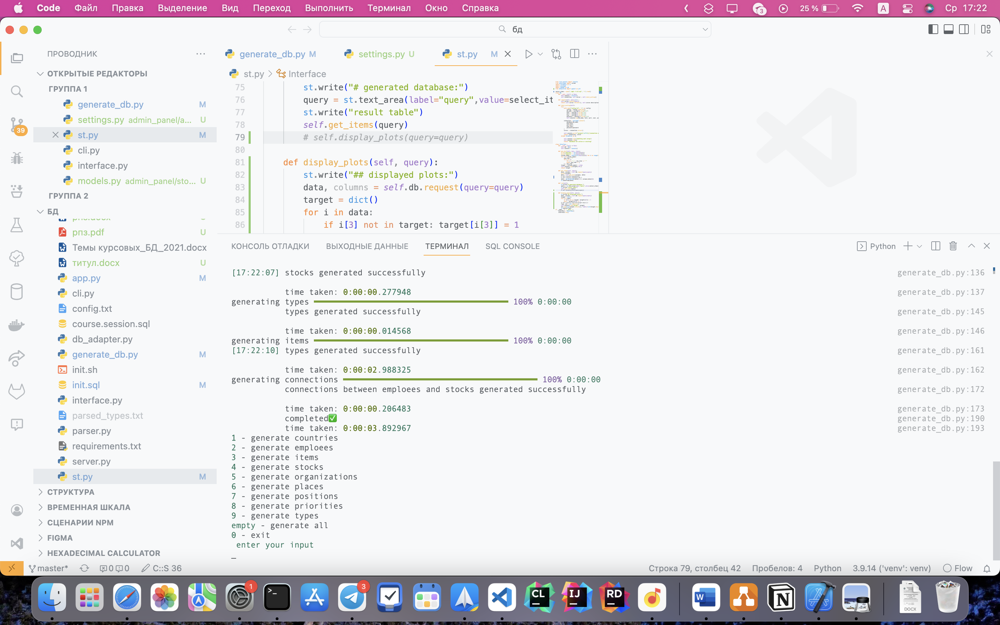 Code Файл Правка Выделение Вид Переход Выполнить Терминал Окно Справка 3 25 % A Ср 17:22
бд
ПРОВОДНИК
ОТКРЫТЫЕ РЕДАКТОРЫ
ГРУППА 1
generate_db.py M
settings.py admin_panel/a... U
st.py M
cli.py
interface.py
models.py admin_panel/sto... U
ГРУППА 2
БД
39
рпз.pdf U
Темы курсовых_БД_2021.docx
титул.docx U
app.py M
cli.py
config.txt
course.session.sql
db_adapter.py
generate_db.py M
init.sh
init.sql M
interface.py
parsed_types.txt
parser.py
requirements.txt
server.py
st.py M
СТРУКТУРА
ВРЕМЕННАЯ ШКАЛА
СЦЕНАРИИ NPM
FIGMA
HEXADECIMAL CALCULATOR
generate_db.py M settings.py U st.py M
st.py > Interface
75 st.write("# generated database:")
76 query = st.text_area(label="query",value=select_it
77 st.write("result table")
78 self.get_items(query)
79 # self.display_plots(query=query)
80
81 def display_plots(self, query):
82 st.write("## displayed plots:")
83 data, columns = self.db.request(query=query)
84 target = dict()
85 for i in data:
86 if i[3] not in target: target[i[3]] = 1
КОНСОЛЬ ОТЛАДКИ ВЫХОДНЫЕ ДАННЫЕ ТЕРМИНАЛ SQL CONSOLE Python
[17:22:07] stocks generated successfully generate_db.py:136
time taken: 0:00:00.277948 generate_db.py:137
generating types 100% 0:00:00
types generated successfully generate_db.py:145
time taken: 0:00:00.014568 generate_db.py:146
generating items 100% 0:00:00
[17:22:10] types generated successfully generate_db.py:161
time taken: 0:00:02.988325 generate_db.py:162
generating connections 100% 0:00:00
connections between emploees and stocks generated successfully generate_db.py:172
time taken: 0:00:00.206483 generate_db.py:173
completed✅ generate_db.py:190
time taken: 0:00:03.892967 generate_db.py:193
1 - generate countries
2 - generate emploees
3 - generate items
4 - generate stocks
5 - generate organizations
6 - generate places
7 - generate positions
8 - generate priorities
9 - generate types
empty - generate all
0 - exit
enter your input
master* 0 0 C::S 36 Строка 79, столбец 42 Пробелов: 4 Python 3.9.14 ('venv': venv) Flow
1 3 CL IJ RD W N DOCX